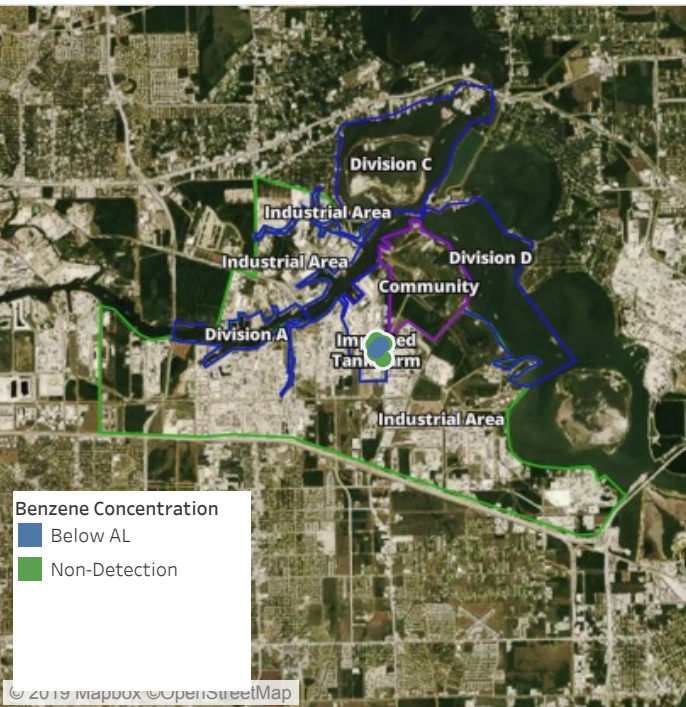 Division C
Industrial Area
Industrial Area
Division D
Community
Division A
Industrial Area
Benzene Concentration
Below AL
Non-Detection
© 2019 Mapbox ©OpenStreetMap